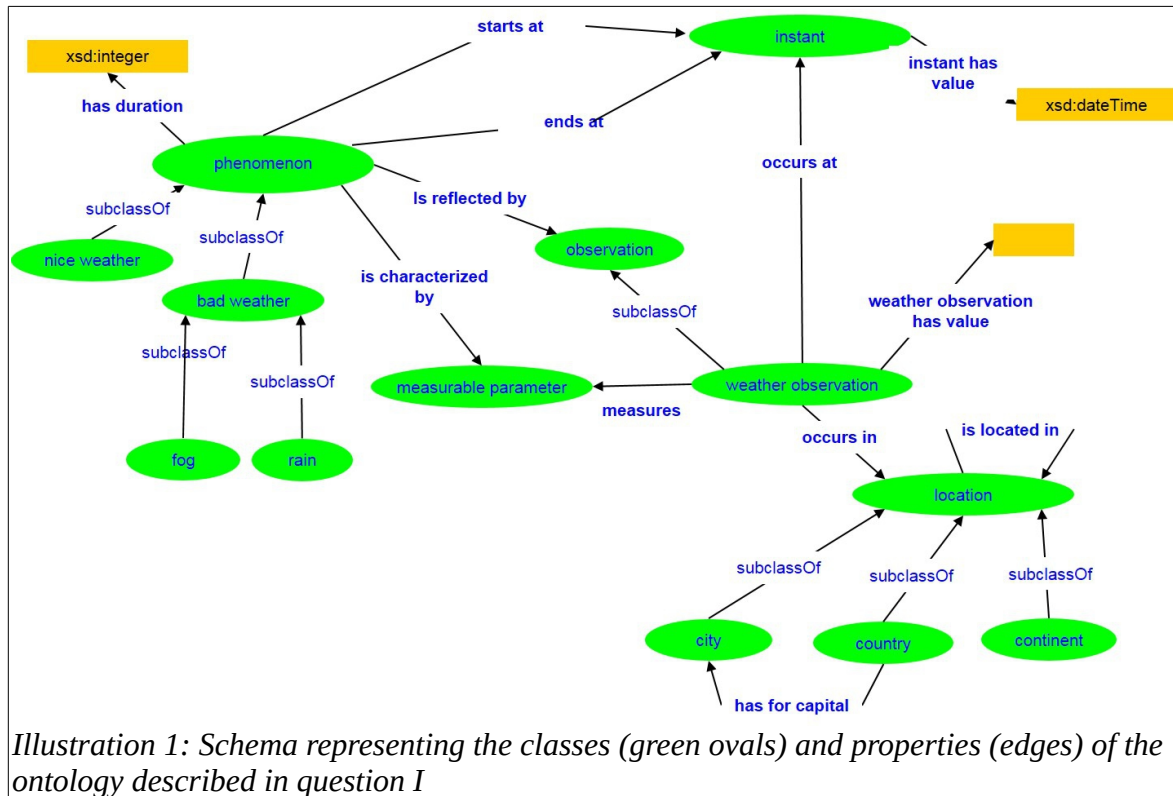 starts at
instant
xsd:integer
instant has
value
has duration
xsd:dateTime
ends at
phenomenon
occurs at
Is reflected by
subclassOf
subclassOf
observation
nice weather
is characterized
by
bad weather
weather observation
has value
subclassOf
subclassOf
subclassOf
measurable parameter
weather observation
measures
occurs in
is located in
fog
rain
location
subclassOf
subclassOf
subclassOf
city
country
continent
has for capital
Illustration 1: Schema representing the classes (green ovals) and properties (edges) of the
ontology described in question I